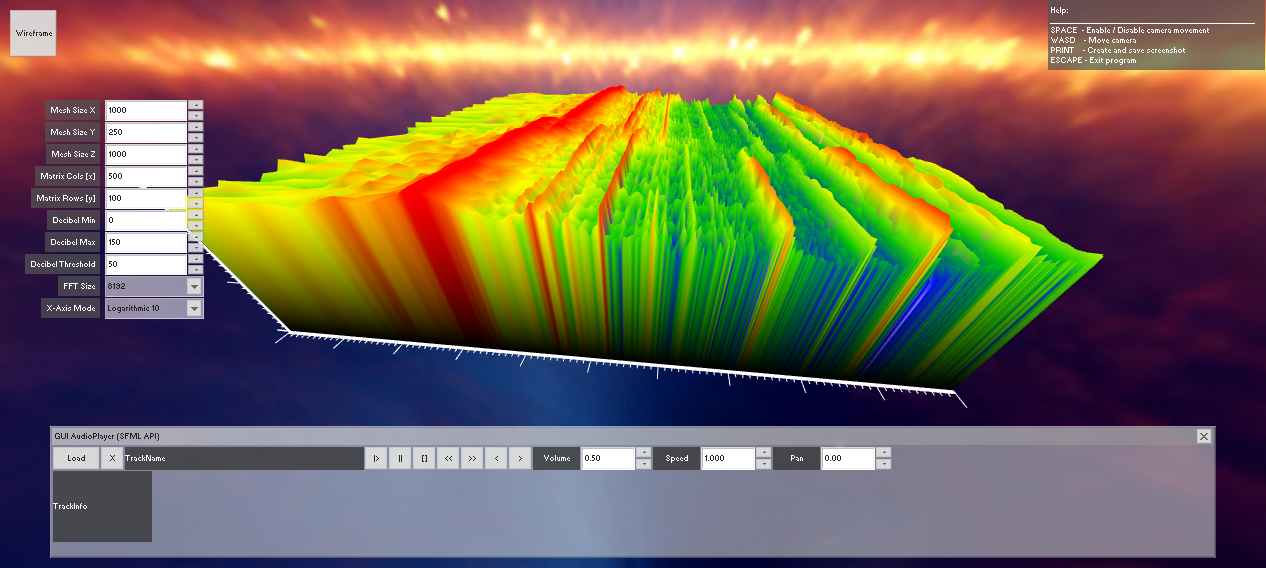 Wireframe
Help:
SPACE - Enable / Disable camera movement
WASD - Move camera
PRINT - Create and save screenshot
ESCAPE - Exit program
Mesh Size X 1000
Mesh Size Y 250
Mesh Size Z 1000
Matrix Cols [x] 500
Matrix Rows [y] 100
Decibel Min 0
Decibel Max 150
Decibel Threshold 50
FFT Size 8192
X-Axis Mode Logarithmic 10
GUI AudioPlayer (SFML API)
Load X TrackName |> || [] << >> < > Volume 0.50 Speed 1.000 Pan 0.00
TrackInfo